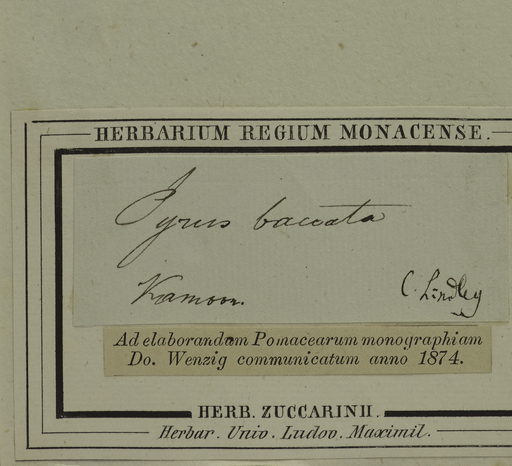 HERBARIUM REGIUM MONACENSE.
Pyrus baccata
Kamoon.
C. Lindley
Ad elaborandam Pomacearum monographiam
Do. Wenzig communicatum anno 1874.
HERB. ZUCCARINII.
Herbar. Univ. Ludov. Maximil.